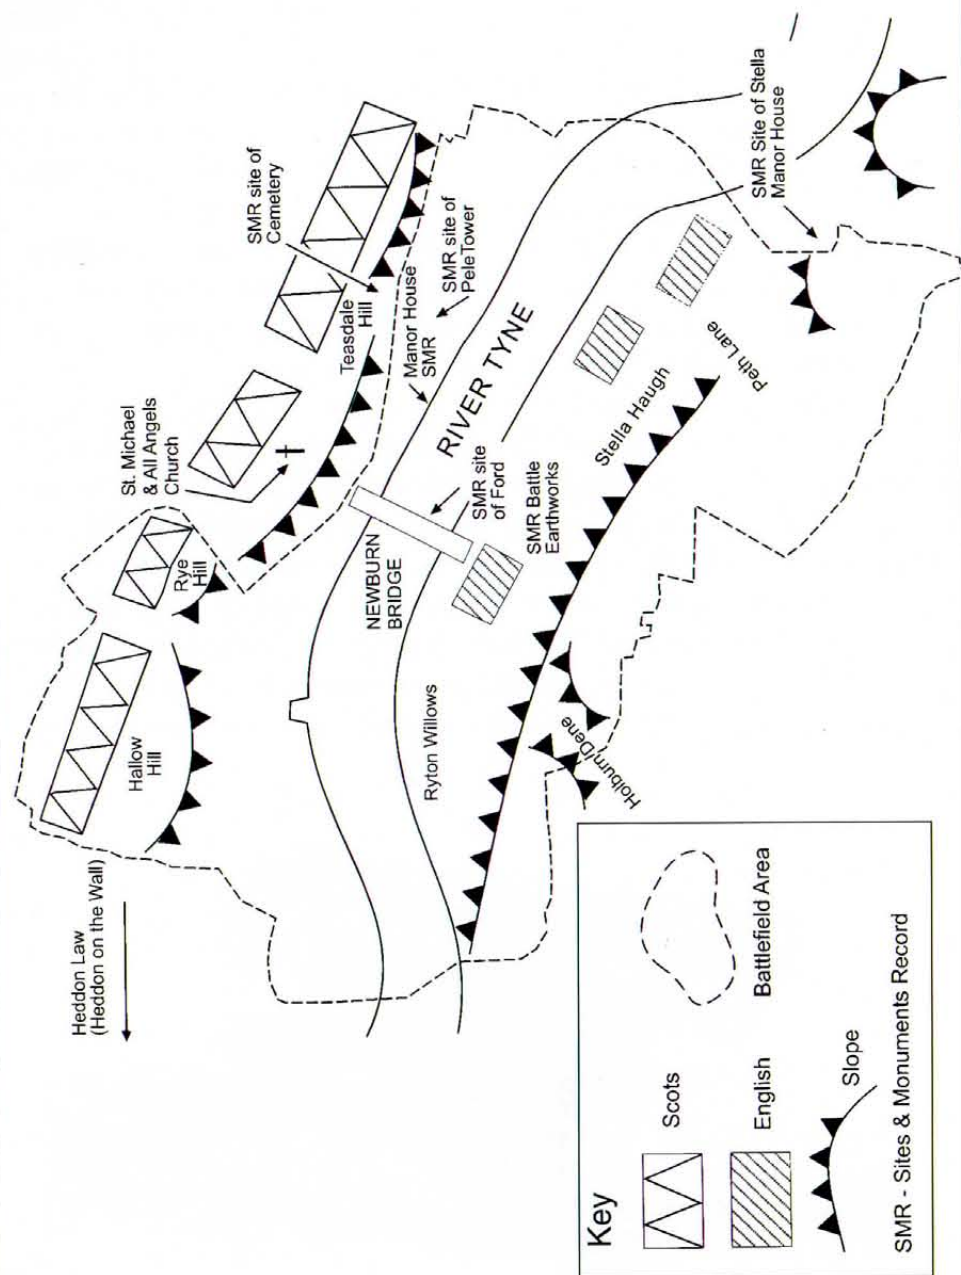 Heddon Law
(Heddon on the Wall)
Hallow
Hill
Rye
Hill
St. Michael
& All Angels
Church
SMR site of
Cemetery
Teasdale
Hill
Manor House
SMR
SMR site of
Pele Tower
NEWBURN
BRIDGE
RIVER TYNE
SMR site
of Ford
SMR Battle
Earthworks
Ryton Willows
Stella Haugh
Peth Lane
SMR Site of Stella
Manor House
Holburn Dene
Key
Scots
English
Slope
Battlefield Area
SMR - Sites & Monuments Record